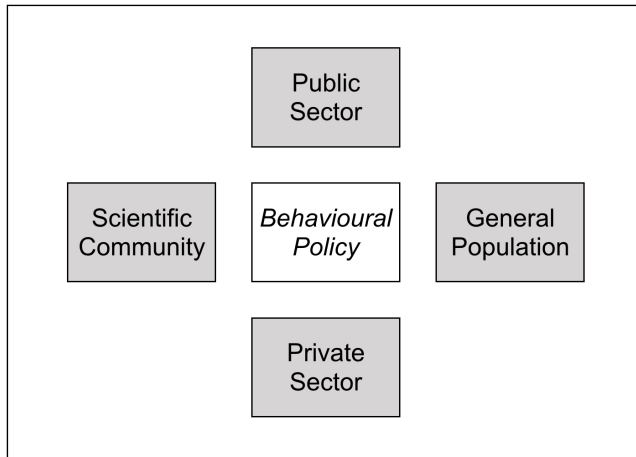 Public
Sector
Scientific
Community
Behavioural
Policy
General
Population
Private
Sector